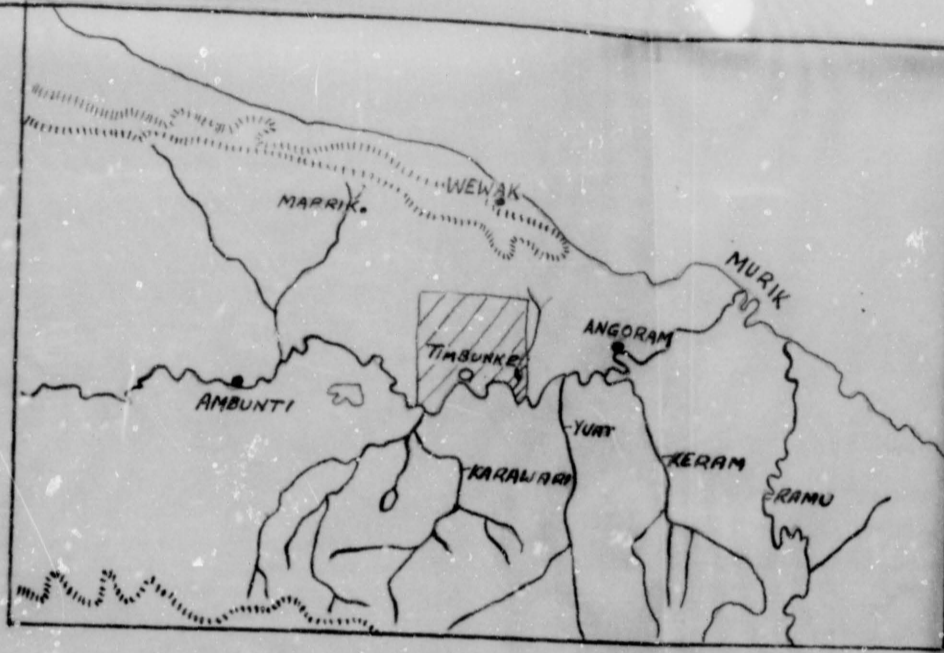 WEWAK
MAPRIK
MURIK
ANGORAM
TIMBUNKE
AMBUNTI
YUAT
KARAWARI
KERAM
RAMU